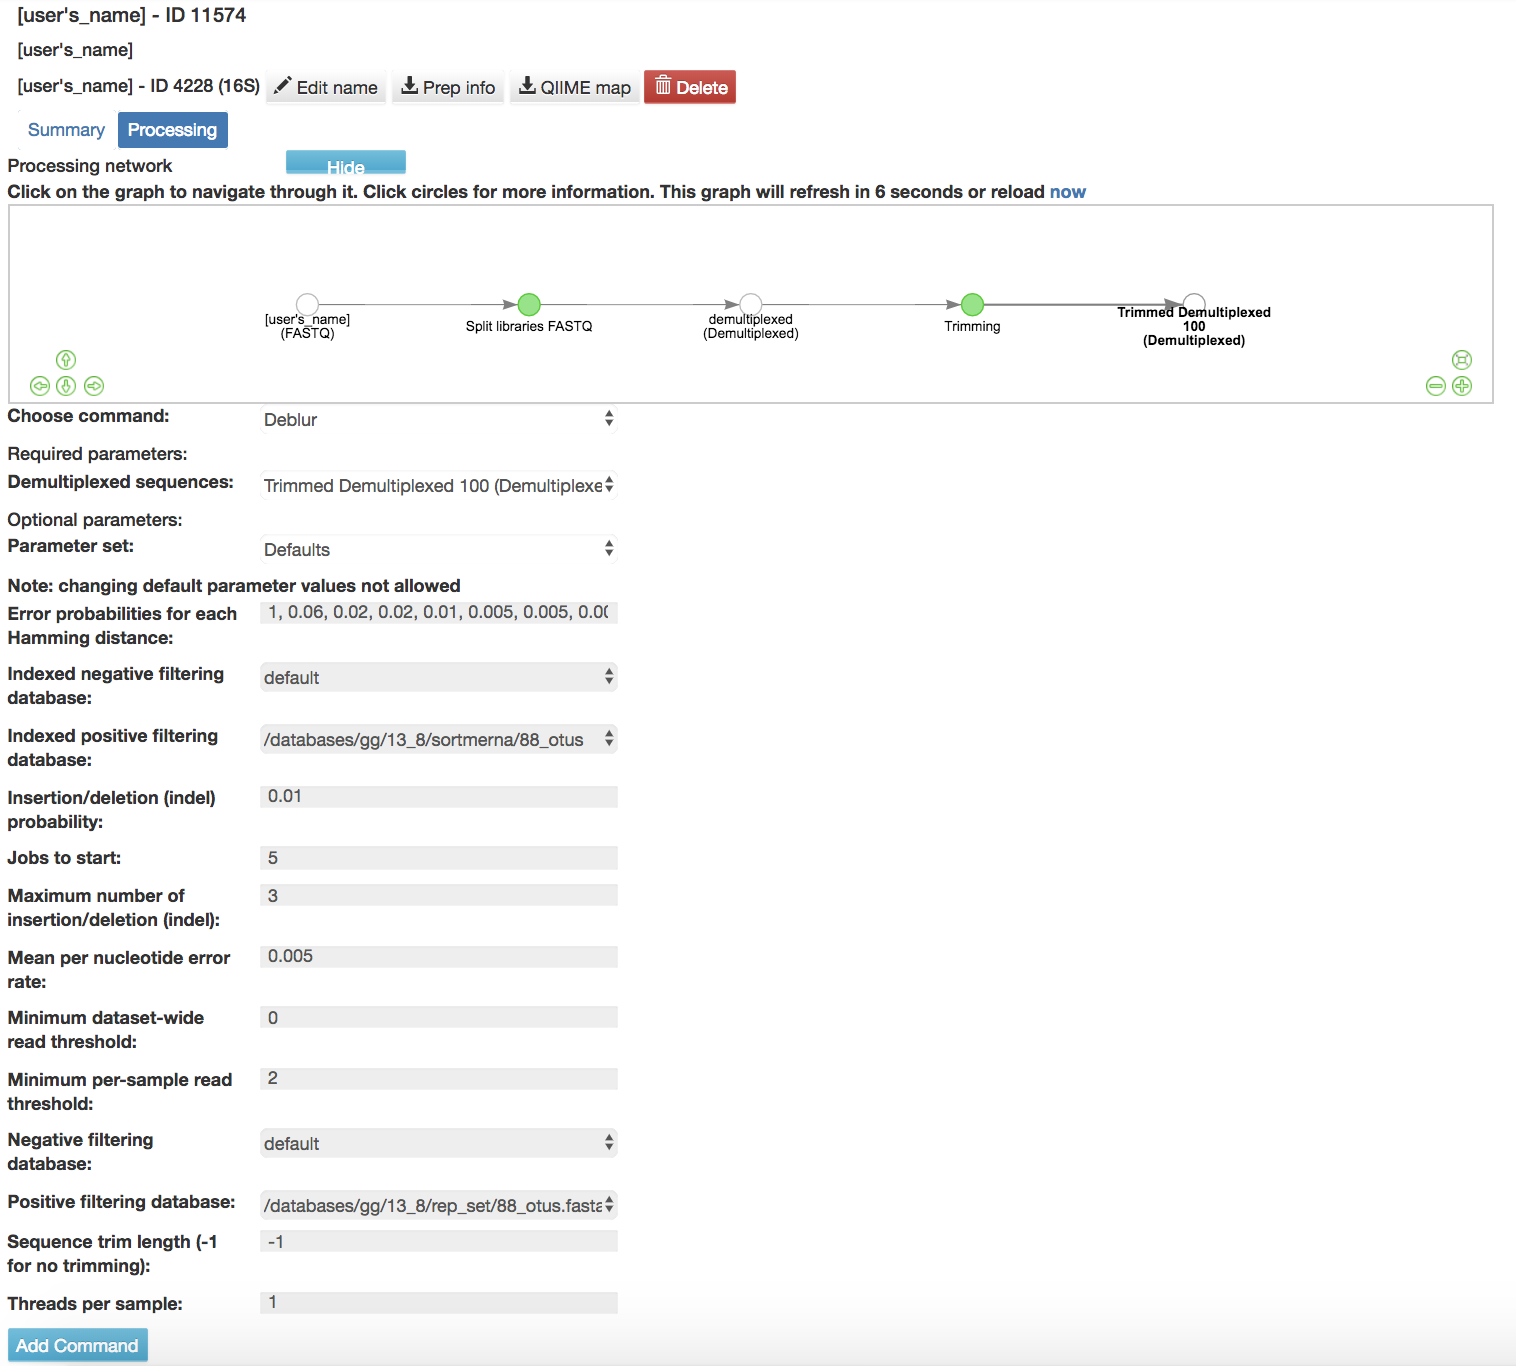 [user's_name] - ID 11574
[user's_name]
[user's_name] - ID 4228 (16S) Edit name Prep info QIIME map Delete
Summary Processing
Processing network Hide
Click on the graph to navigate through it. Click circles for more information. This graph will refresh in 6 seconds or reload now
[user's_name]
(FASTQ)
Split libraries FASTQ
demultiplexed
(Demultiplexed)
Trimming
Trimmed Demultiplexed
100
(Demultiplexed)
Choose command: Deblur
Required parameters:
Demultiplexed sequences: Trimmed Demultiplexed 100 (Demultiplexe
Optional parameters:
Parameter set: Defaults
Note: changing default parameter values not allowed
Error probabilities for each 1, 0.06, 0.02, 0.02, 0.01, 0.005, 0.005, 0.00
Hamming distance:
Indexed negative filtering default
database:
Indexed positive filtering /databases/gg/13_8/sortmerna/88_otus
database:
Insertion/deletion (indel) 0.01
probability:
Jobs to start: 5
Maximum number of 3
insertion/deletion (indel):
Mean per nucleotide error 0.005
rate:
Minimum dataset-wide 0
read threshold:
Minimum per-sample read 2
threshold:
Negative filtering default
database:
Positive filtering database: /databases/gg/13_8/rep_set/88_otus.fasta
Sequence trim length (-1 -1
for no trimming):
Threads per sample: 1
Add Command